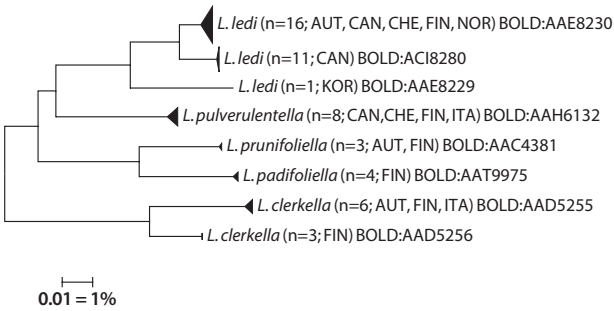 L. ledi (n=16; AUT, CAN, CHE, FIN, NOR) BOLD:AAE8230
L. ledi (n=11; CAN) BOLD:ACI8280
L. ledi (n=1; KOR) BOLD:AAE8229
L. pulverulentella (n=8; CAN,CHE, FIN, ITA) BOLD:AAH6132
L. prunifoliella (n=3; AUT, FIN) BOLD:AAC4381
L. padifoliella (n=4; FIN) BOLD:AAT9975
L. clerkella (n=6; AUT, FIN, ITA) BOLD:AAD5255
L. clerkella (n=3; FIN) BOLD:AAD5256
0.01 = 1%